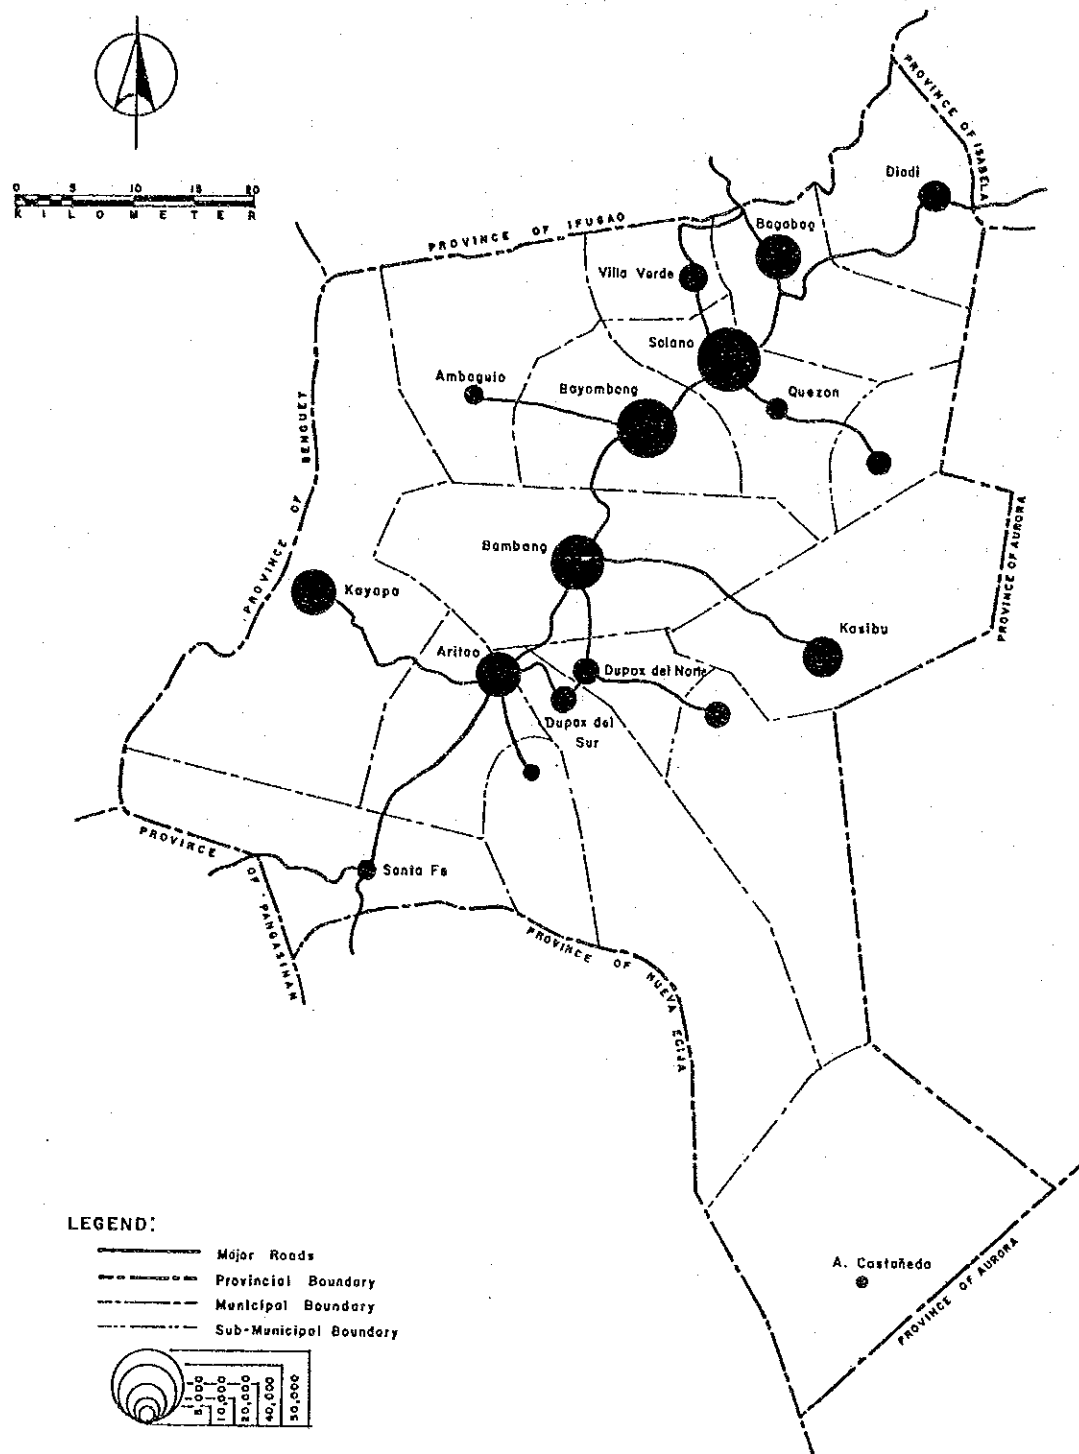 0 5 10 15 20
KILOMETER
PROVINCE OF ISABELA
Diadi
PROVINCE OF IFUGAO
Bagabag
Villa Verde
Solano
Ambaguio
Bayombong
Quezon
PROVINCE OF BENGUET
Bambang
PROVINCE OF AURORA
Kayapa
Kasibu
Aritao
Dupax del Norte
Dupax del
Sur
PROVINCE
OF PANGASINAN
Santa Fe
PROVINCE OF NUEVA ECIJA
A. Castañeda
PROVINCE OF AURORA
LEGEND:
Major Roads
Provincial Boundary
Municipal Boundary
Sub-Municipal Boundary
5,000
10,000
20,000
40,000
50,000